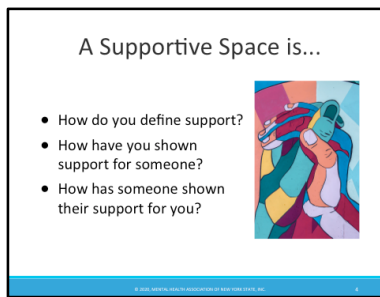 A Supportive Space is...
● How do you define support?
● How have you shown
support for someone?
● How has someone shown
their support for you?
© 2020, MENTAL HEALTH ASSOCIATION OF NEW YORK STATE, INC.
4